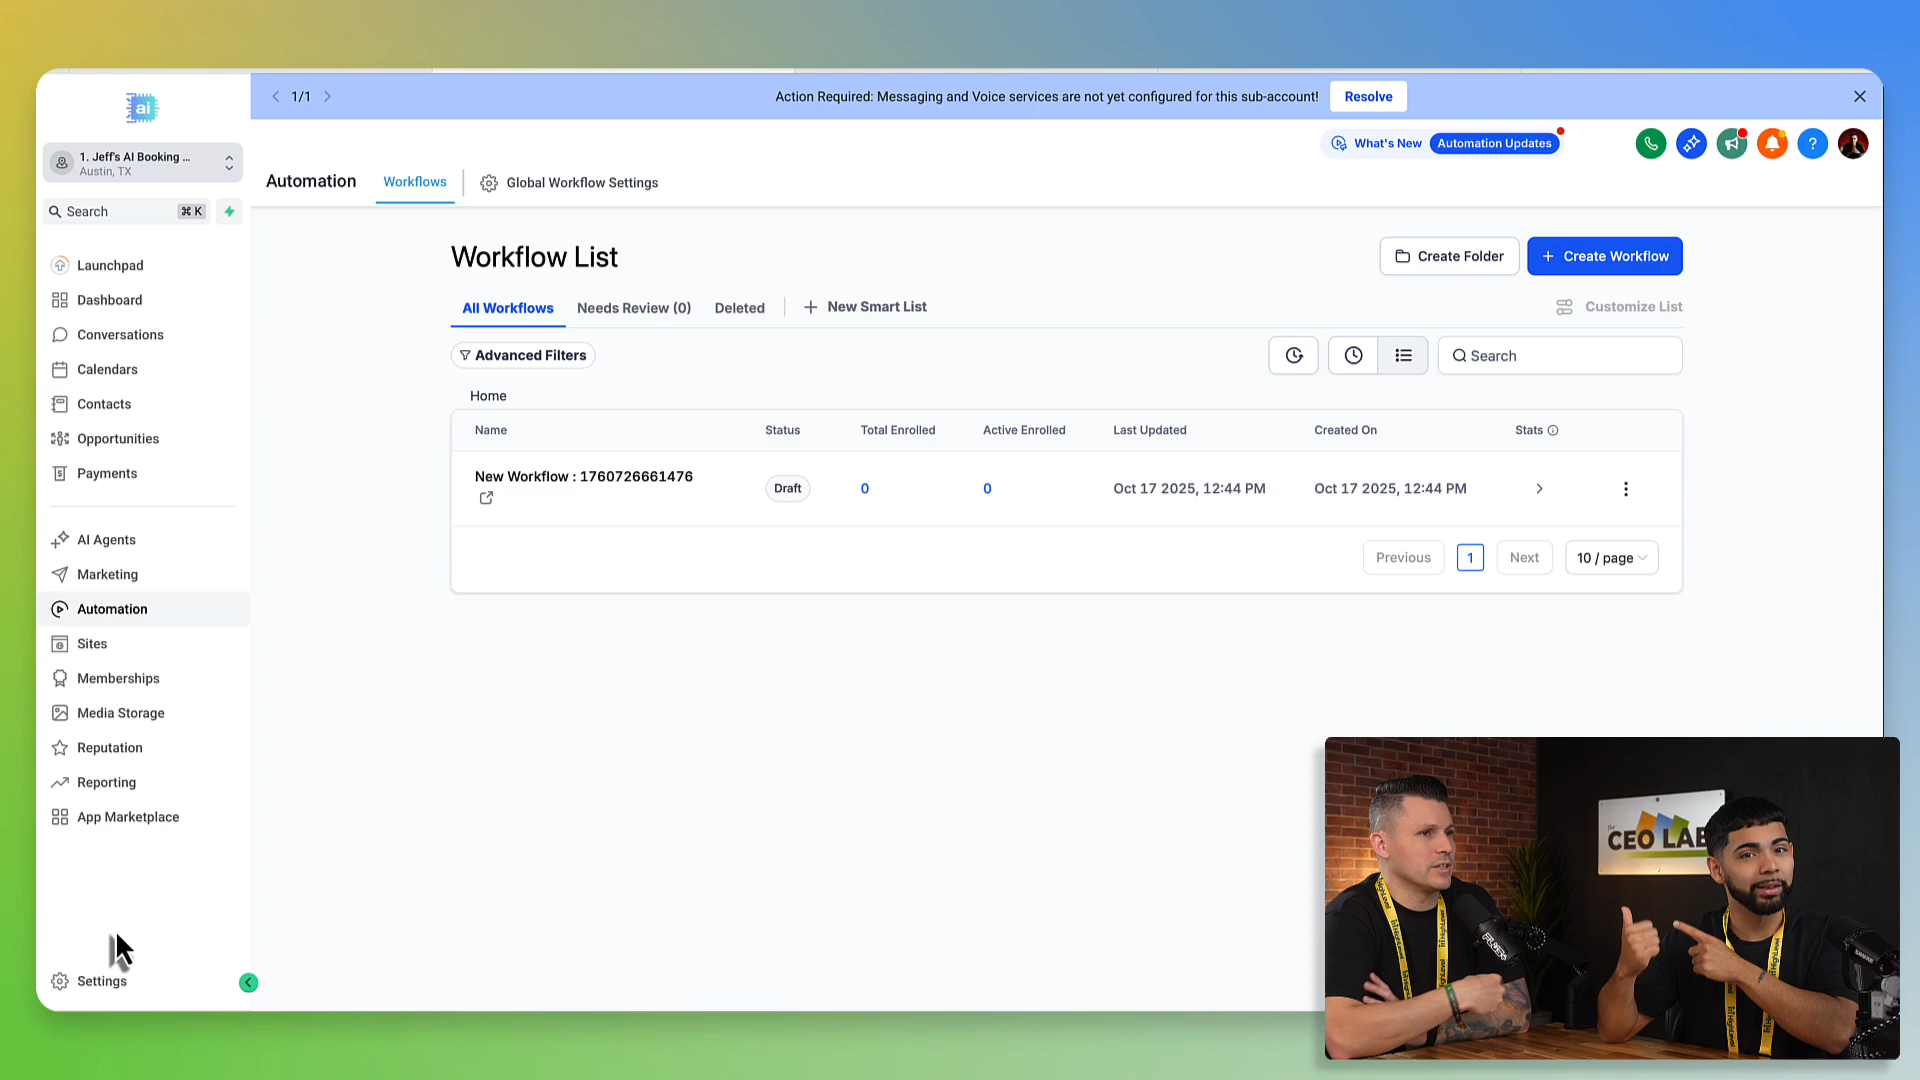 ai
1/1
Action Required: Messaging and Voice services are not yet configured for this sub-account!
Resolve
1. Jeff's AI Booking ...
Austin, TX
What's New
Automation Updates
?
Automation
Workflows
Global Workflow Settings
Search
⌘ K
Launchpad
Dashboard
Conversations
Calendars
Contacts
Opportunities
Payments
AI Agents
Marketing
Automation
Sites
Memberships
Media Storage
Reputation
Reporting
App Marketplace
Settings
Workflow List
Create Folder
+ Create Workflow
All Workflows
Needs Review (0)
Deleted
+ New Smart List
Customize List
Advanced Filters
Search
Home
Name
Status
Total Enrolled
Active Enrolled
Last Updated
Created On
Stats
New Workflow : 1760726661476
Draft
0
0
Oct 17 2025, 12:44 PM
Oct 17 2025, 12:44 PM
Previous
1
Next
10 / page
The
CEO LAB
HighLevel
HighLevel